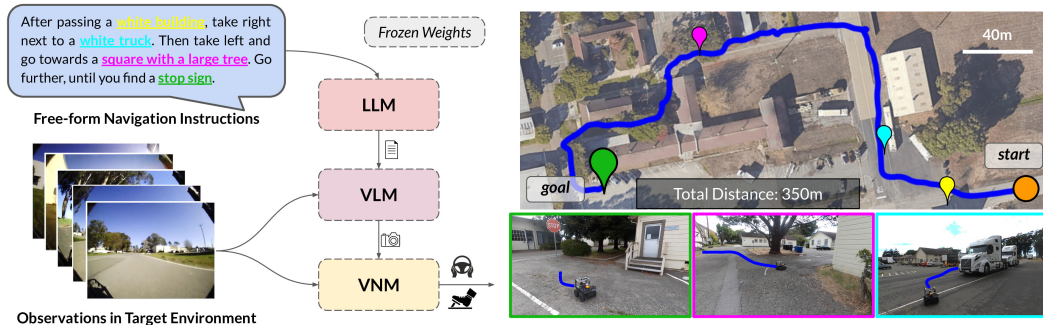 After passing a white building, take right
next to a white truck. Then take left and
go towards a square with a large tree. Go
further, until you find a stop sign.
Free-form Navigation Instructions
Observations in Target Environment
Frozen Weights
LLM
VLM
VNM
40m
start
goal
Total Distance: 350m
STOP